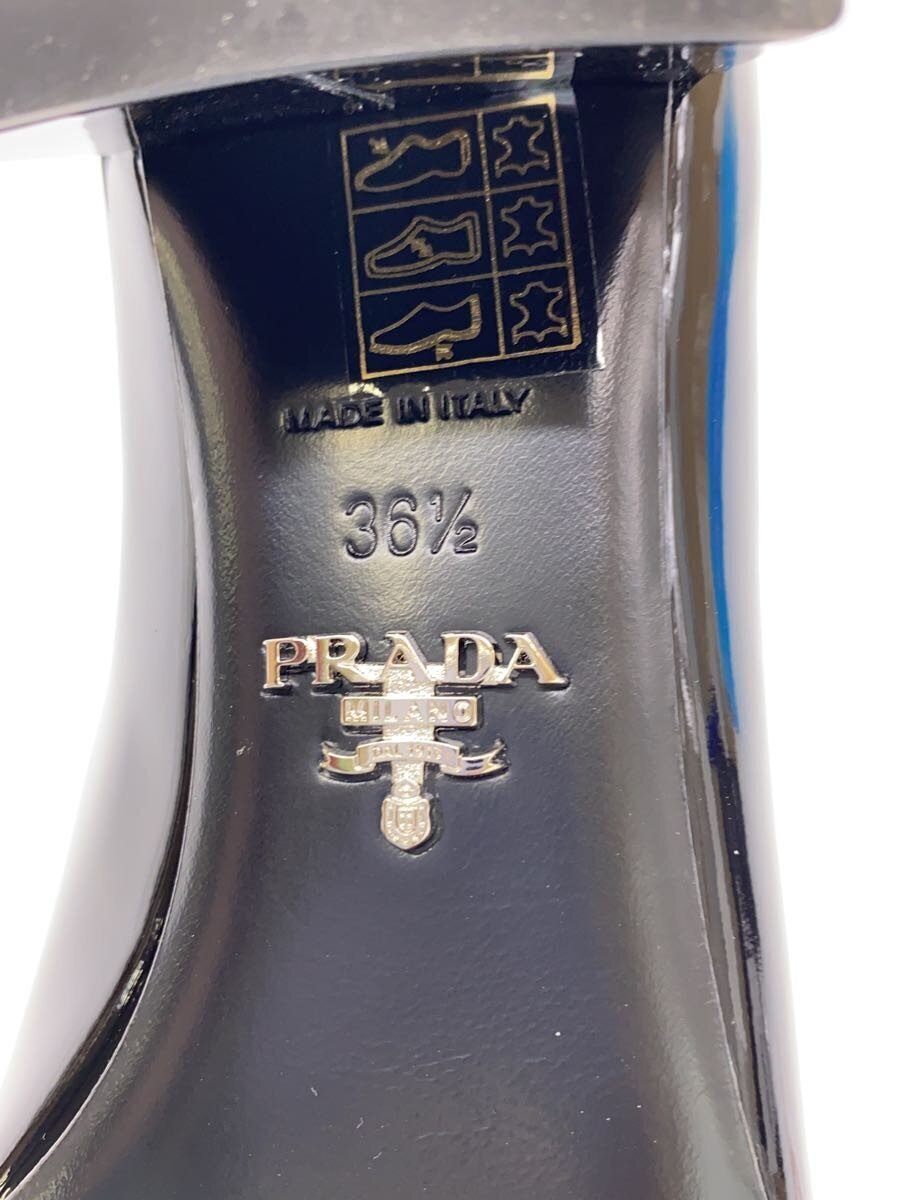 MADE IN ITALY
36½
PRADA
MILANO
DAL 1913